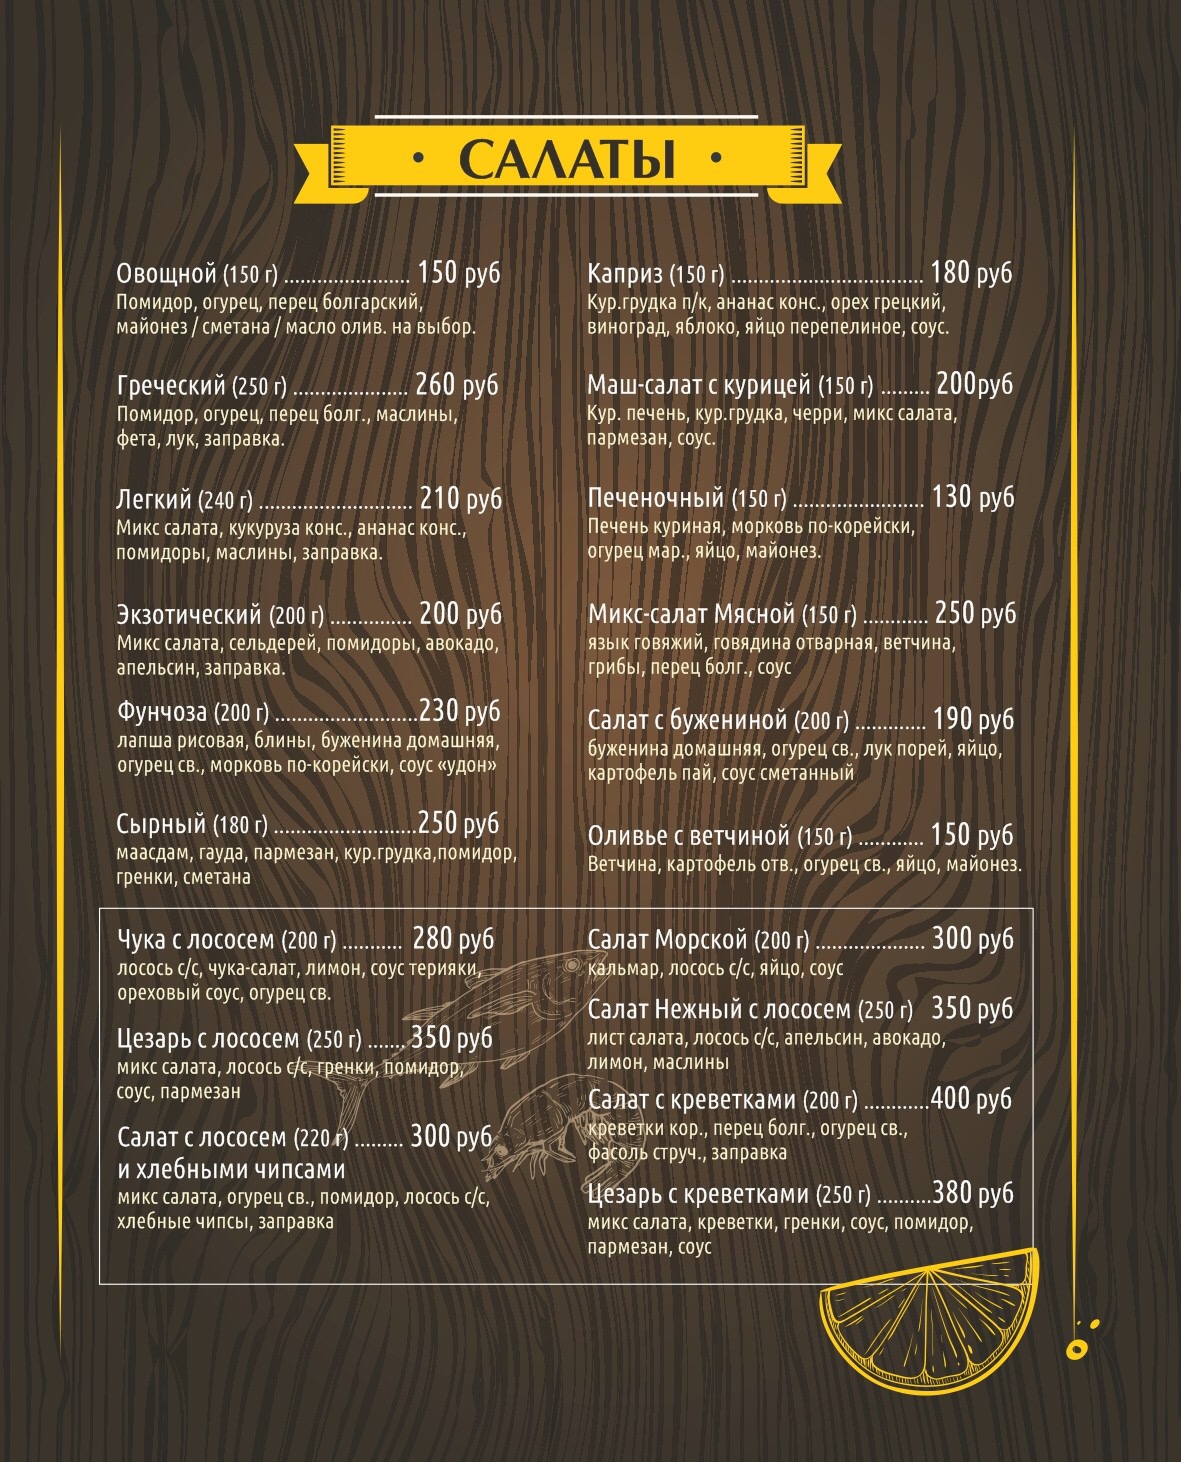 • САЛАТЫ •
Овощной (150 г) ....................... 150 руб
Помидор, огурец, перец болгарский,
майонез / сметана / масло олив. на выбор.
Греческий (250 г) ..................... 260 руб
Помидор, огурец, перец болг., маслины,
фета, лук, заправка.
Легкий (240 г) ............................ 210 руб
Микс салата, кукуруза конс., ананас конс.,
помидоры, маслины, заправка.
Экзотический (200 г) ............... 200 руб
Микс салата, сельдерей, помидоры, авокадо,
апельсин, заправка.
Фунчоза (200 г) ..........................230 руб
лапша рисовая, блины, буженина домашняя,
огурец св., морковь по-корейски, соус «удон»
Сырный (180 г) ..........................250 руб
маасдам, гауда, пармезан, кур.грудка,помидор,
гренки, сметана
Каприз (150 г) ................................... 180 руб
Кур.грудка п/к, ананас конс., орех грецкий,
виноград, яблоко, яйцо перепелиное, соус.
Маш-салат с курицей (150 г) ......... 200руб
Кур. печень, кур.грудка, черри, микс салата,
пармезан, соус.
Печеночный (150 г) ........................ 130 руб
Печень куриная, морковь по-корейски,
огурец мар., яйцо, майонез.
Микс-салат Мясной (150 г) ............ 250 руб
язык говяжий, говядина отварная, ветчина,
грибы, перец болг., соус
Салат с бужениной (200 г) ............. 190 руб
буженина домашняя, огурец св., лук порей, яйцо,
картофель пай, соус сметанный
Оливье с ветчиной (150 г) ............ 150 руб
Ветчина, картофель отв., огурец св., яйцо, майонез.
Чука с лососем (200 г) ........... 280 руб
лосось с/с, чука-салат, лимон, соус терияки,
ореховый соус, огурец св.
Цезарь с лососем (250 г) ....... 350 руб
микс салата, лосось с/с, гренки, помидор,
соус, пармезан
Салат с лососем (220 г) ......... 300 руб
и хлебными чипсами
микс салата, огурец св., помидор, лосось с/с,
хлебные чипсы, заправка
Салат Морской (200 г) .................... 300 руб
кальмар, лосось с/с, яйцо, соус
Салат Нежный с лососем (250 г) 350 руб
лист салата, лосось с/с, апельсин, авокадо,
лимон, маслины
Салат с креветками (200 г) ............400 руб
креветки кор., перец болг., огурец св.,
фасоль струч., заправка
Цезарь с креветками (250 г) ..........380 руб
микс салата, креветки, гренки, соус, помидор,
пармезан, соус